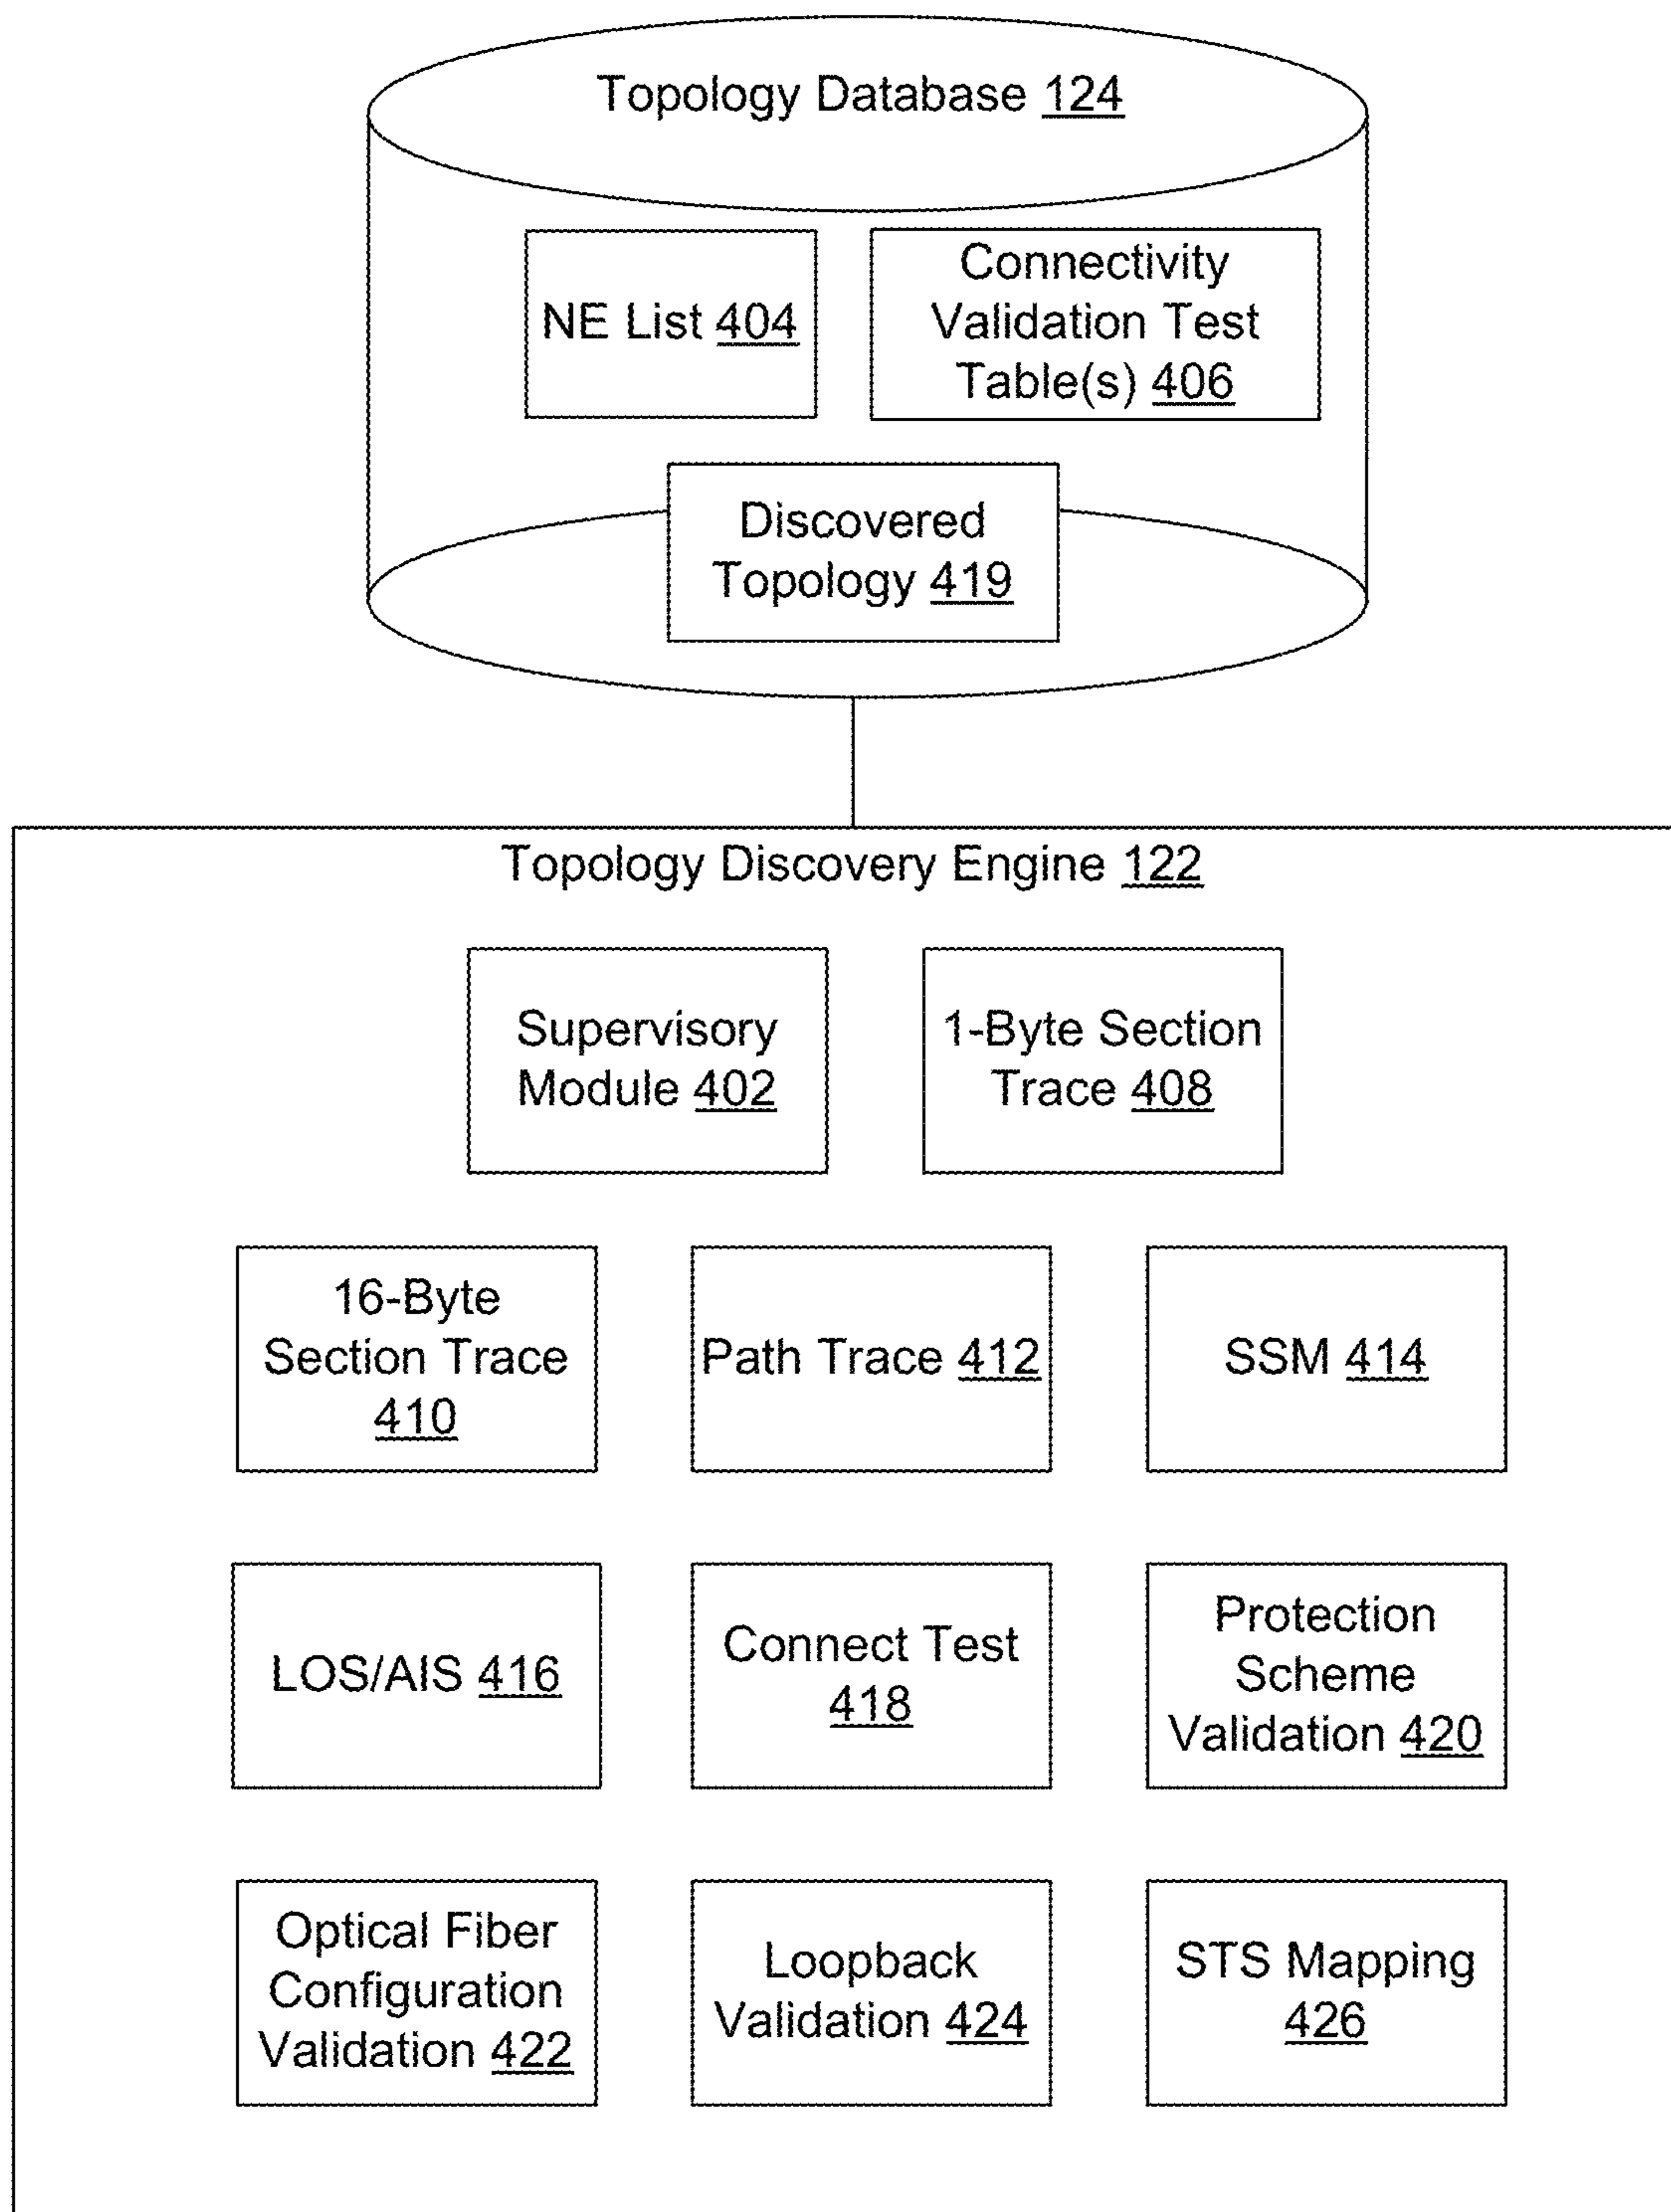 Topology Database 124
NE List 404
Connectivity
Validation Test
Table(s) 406
Discovered
Topology 419
Topology Discovery Engine 122
Supervisory
Module 402
1-Byte Section
Trace 408
16-Byte
Section Trace
410
Path Trace 412
SSM 414
LOS/AIS 416
Connect Test
418
Protection
Scheme
Validation 420
Optical Fiber
Configuration
Validation 422
Loopback
Validation 424
STS Mapping
426